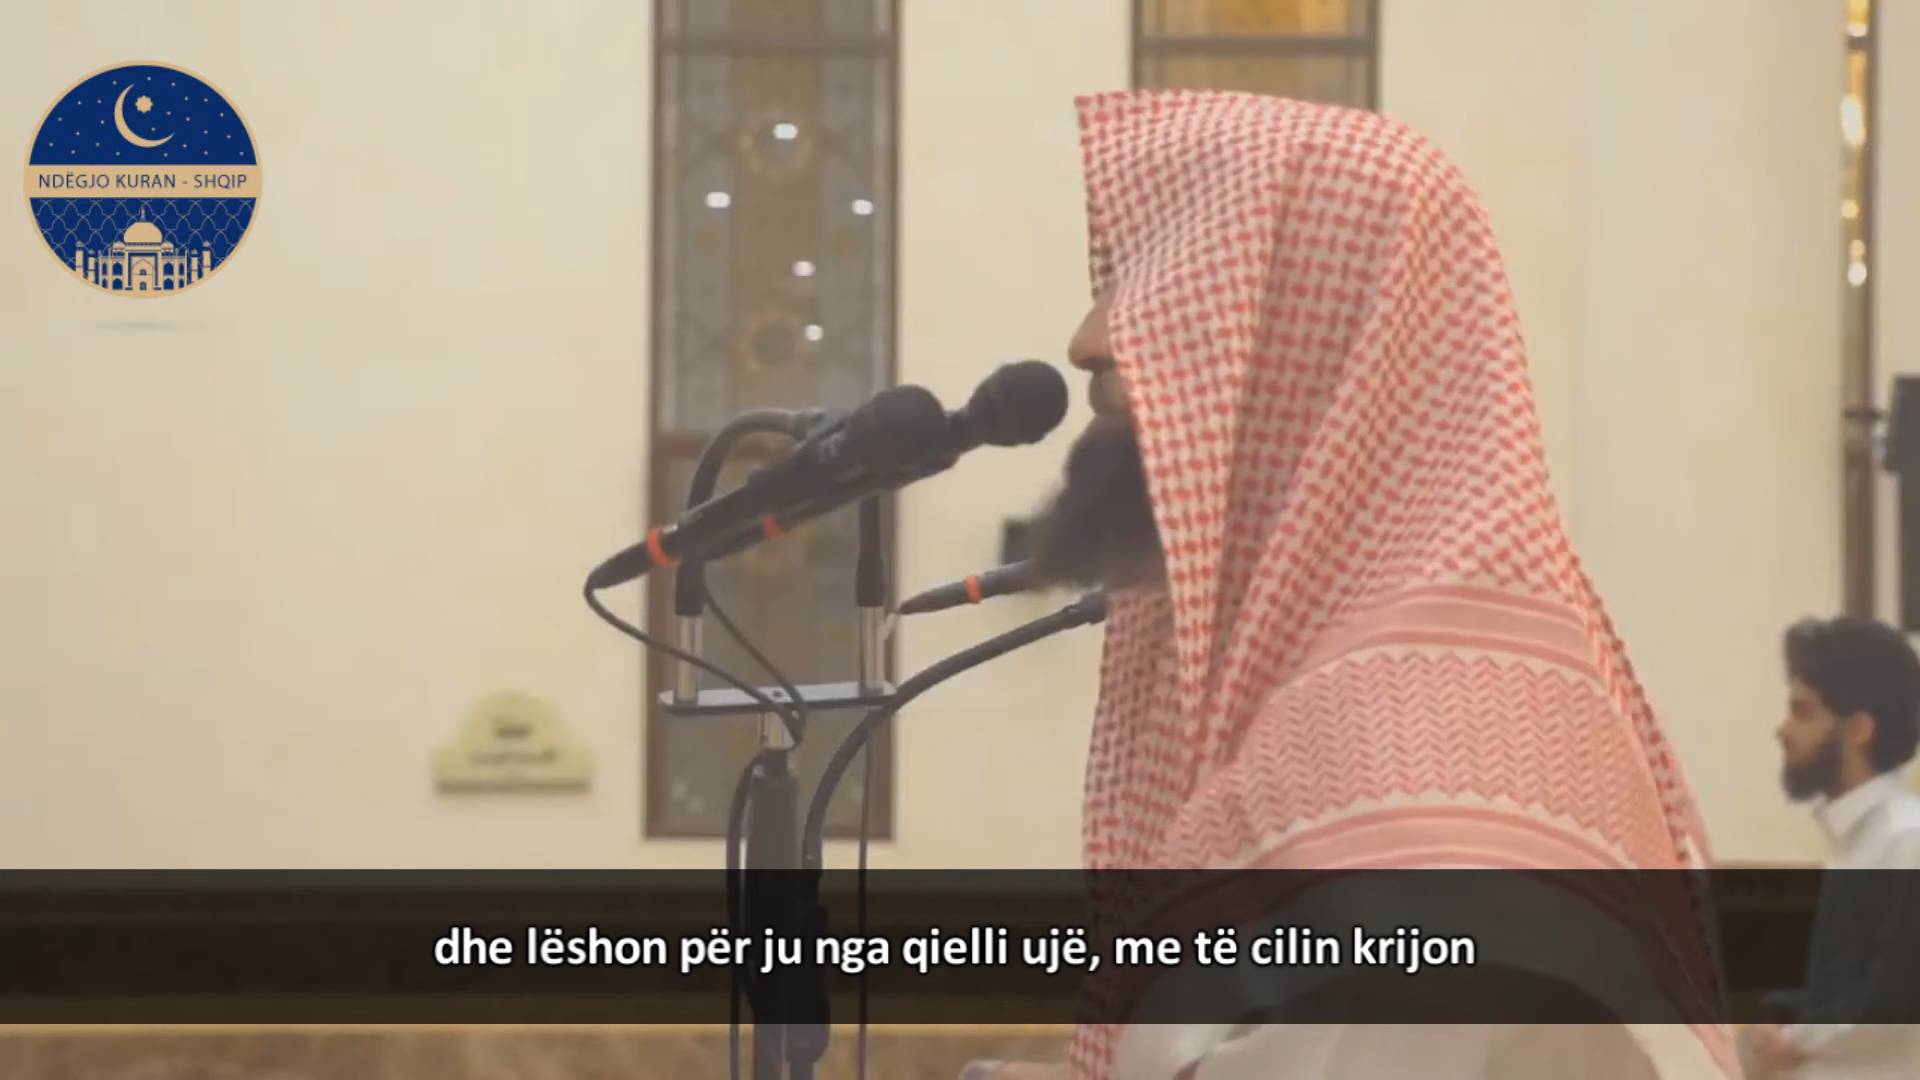 NDËGJO KURAN - SHQIP
dhe lëshon për ju nga qielli ujë, me të cilin krijon